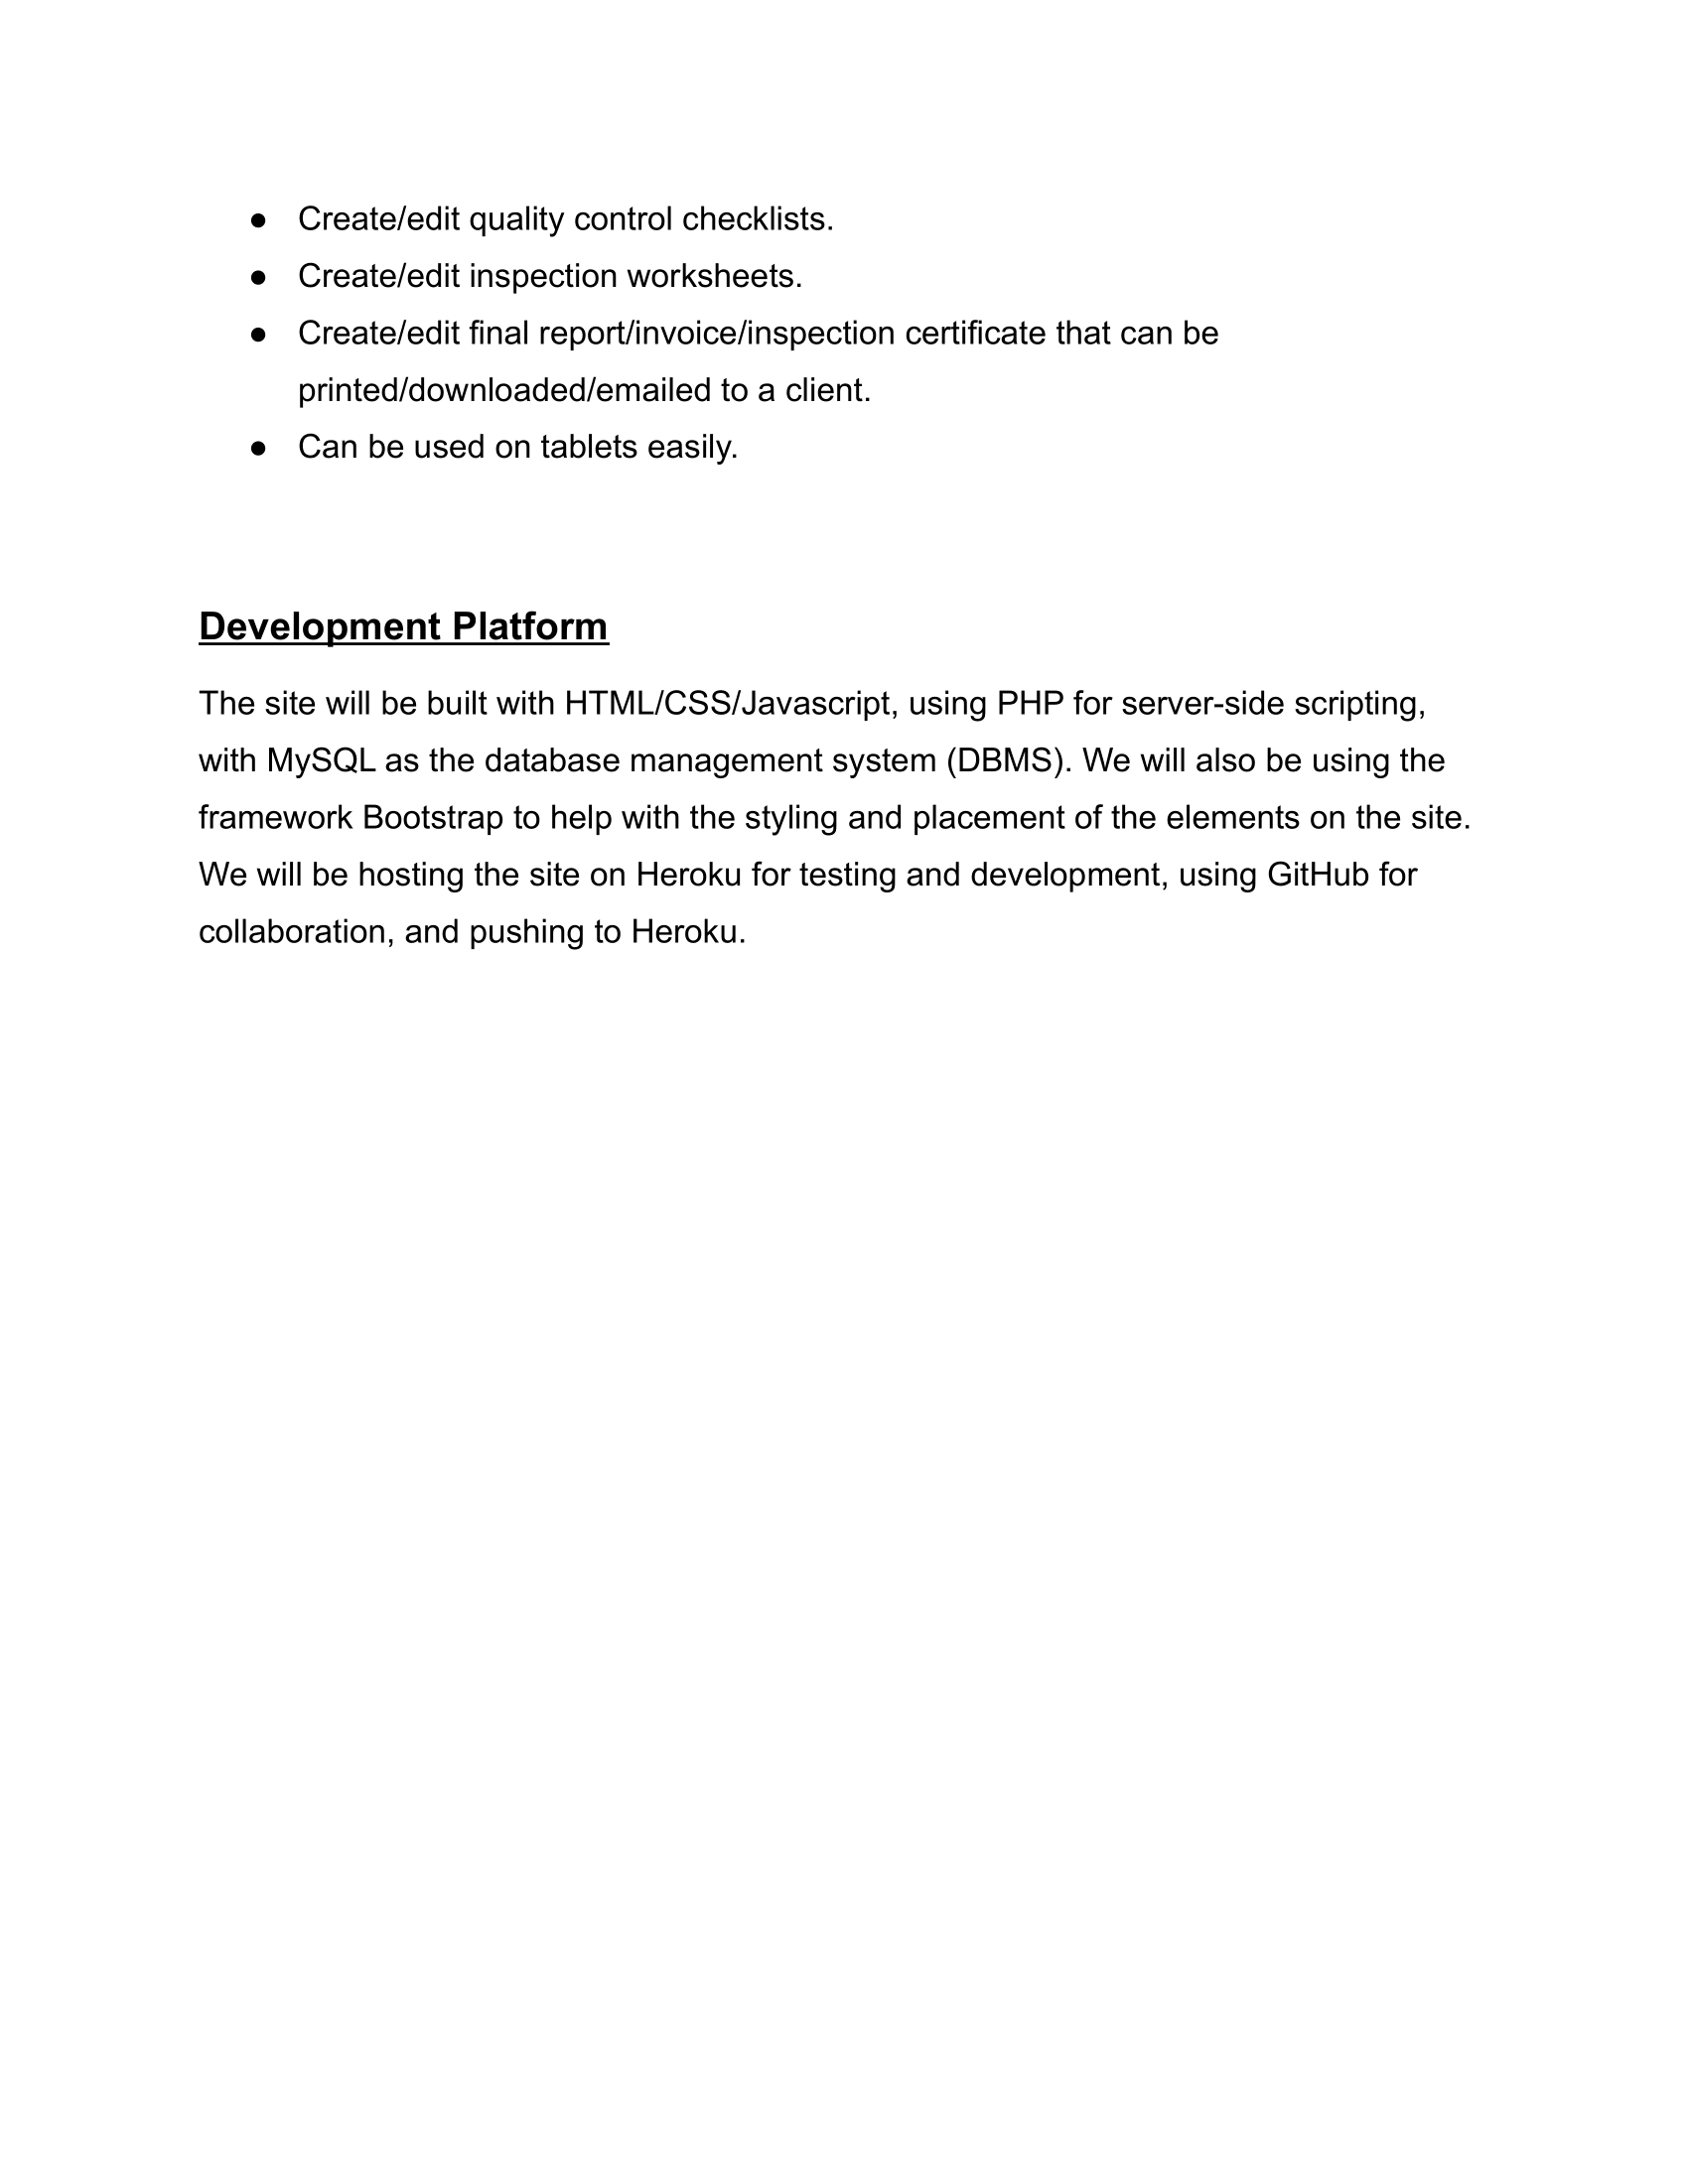 ● Create/edit quality control checklists.
● Create/edit inspection worksheets.
● Create/edit final report/invoice/inspection certificate that can be
printed/downloaded/emailed to a client.
● Can be used on tablets easily.
Development Platform
The site will be built with HTML/CSS/Javascript, using PHP for server-side scripting,
with MySQL as the database management system (DBMS). We will also be using the
framework Bootstrap to help with the styling and placement of the elements on the site.
We will be hosting the site on Heroku for testing and development, using GitHub for
collaboration, and pushing to Heroku.